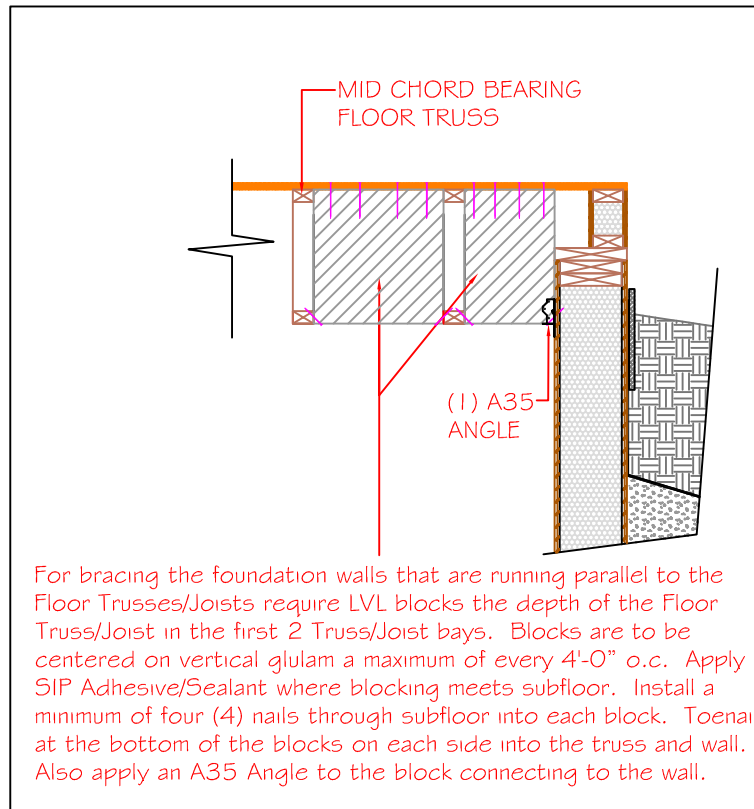 MID CHORD BEARING
FLOOR TRUSS
(1) A35
ANGLE
For bracing the foundation walls that are running parallel to the
Floor Trusses/Joists require LVL blocks the depth of the Floor
Truss/Joist in the first 2 Truss/Joist bays.  Blocks are to be
centered on vertical glulam a maximum of every 4'-0” o.c.  Apply
SIP Adhesive/Sealant where blocking meets subfloor.  Install a
minimum of four (4) nails through subfloor into each block.  Toenai
at the bottom of the blocks on each side into the truss and wall.
Also apply an A35 Angle to the block connecting to the wall.